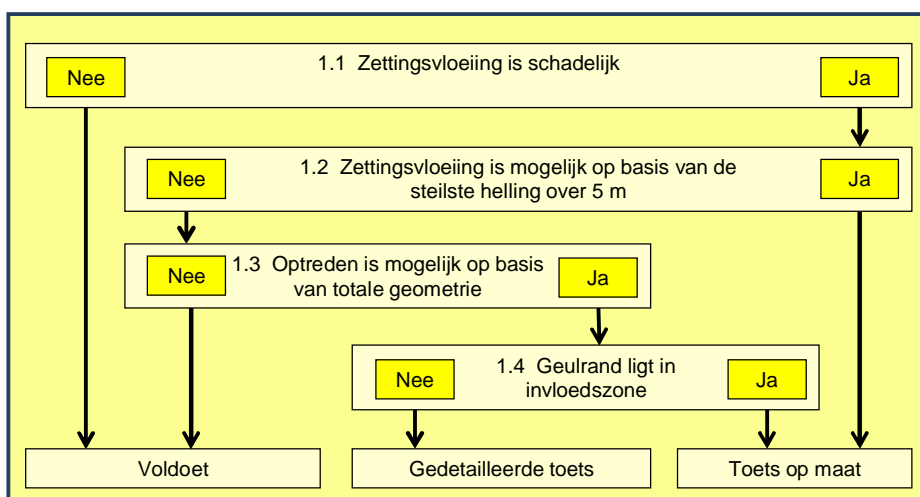 1.1 Zettingsvloeiing is schadelijk
Nee
Ja
1.2 Zettingsvloeiing is mogelijk op basis van de
steilste helling over 5 m
Nee
Ja
1.3 Optreden is mogelijk op basis
van totale geometrie
Nee
Ja
1.4 Geulrand ligt in
invloedszone
Nee
Ja
Voldoet
Gedetailleerde toets
Toets op maat